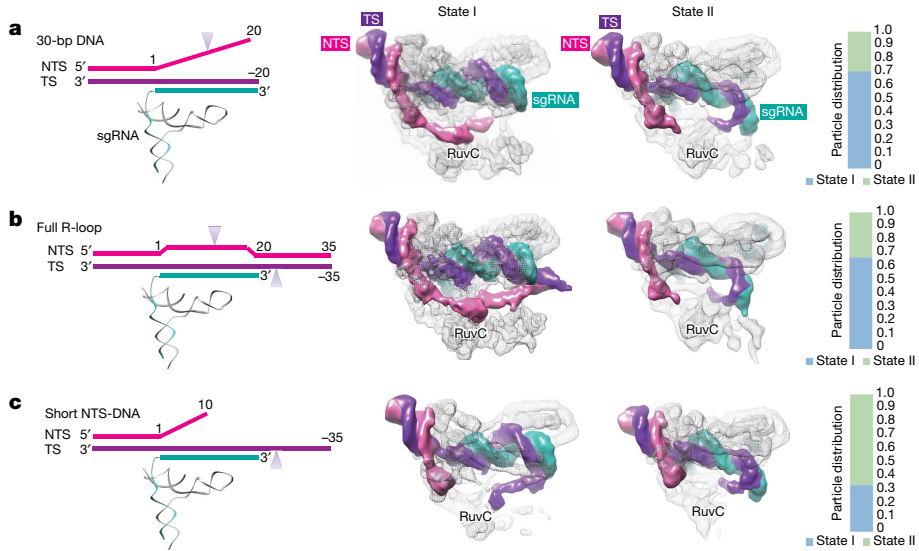 State I
State II
a
30-bp DNA
20
1
NTS 5′
TS
–20
3′
sgRNA
TS
NTS
sgRNA
RuvC
TS
NTS
sgRNA
RuvC
Particle distribution
1.0
0.9
0.8
0.7
0.6
0.5
0.4
0.3
0.2
0.1
0
State I
State II
b
Full R-loop
NTS 5′
1
20
35
TS 3′
3′
–35
RuvC
RuvC
Particle distribution
1.0
0.9
0.8
0.7
0.6
0.5
0.4
0.3
0.2
0.1
0
State I
State II
c
Short NTS-DNA
10
NTS 5′
1
TS 3′
–35
3′
RuvC
RuvC
Particle distribution
1.0
0.9
0.8
0.7
0.6
0.5
0.4
0.3
0.2
0.1
0
State I
State II